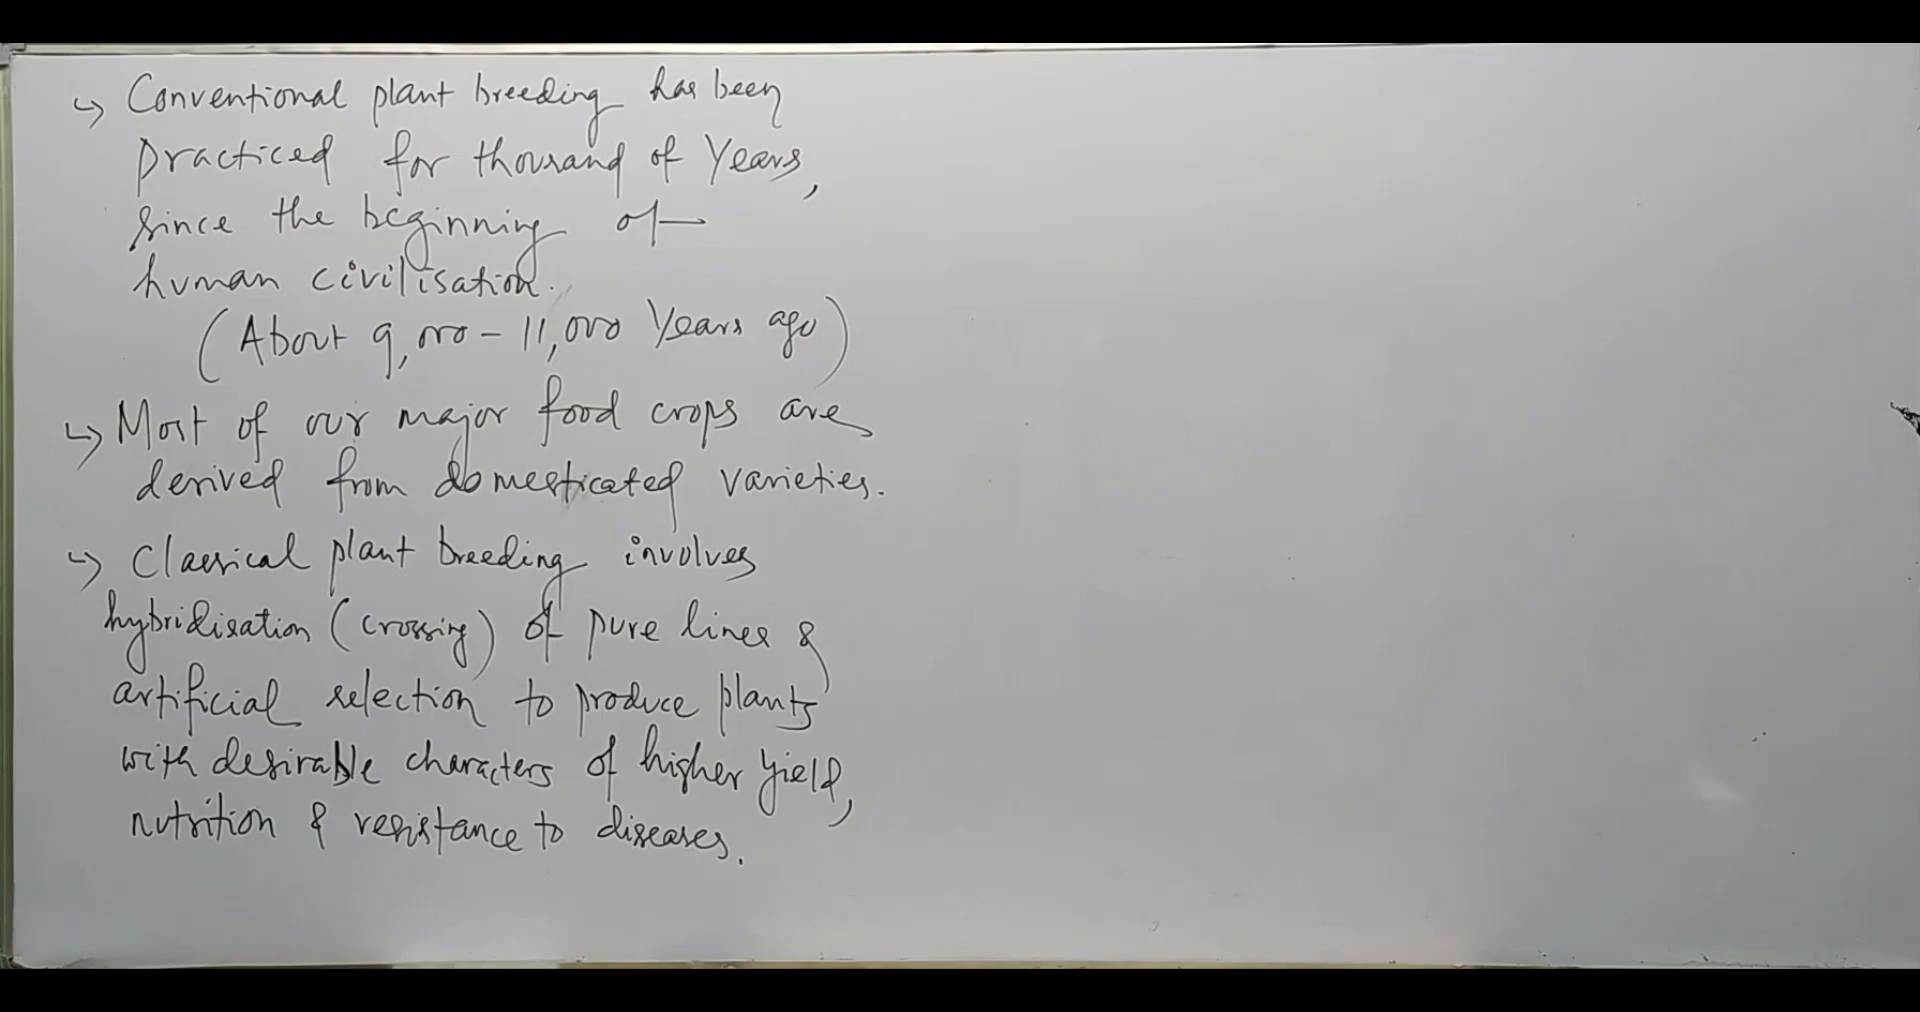 ↳ Conventional plant breeding has been
practiced for thousand of Years,
since the beginning of
human civilisation.
(About 9,000 - 11,000 Years ago)
↳ Most of our major food crops are
derived from domesticated varieties.
↳ Classical plant breeding involves
hybridisation (crossing) of pure lines &
artificial selection to produce plants
with desirable characters of higher yield,
nutrition & resistance to diseases.